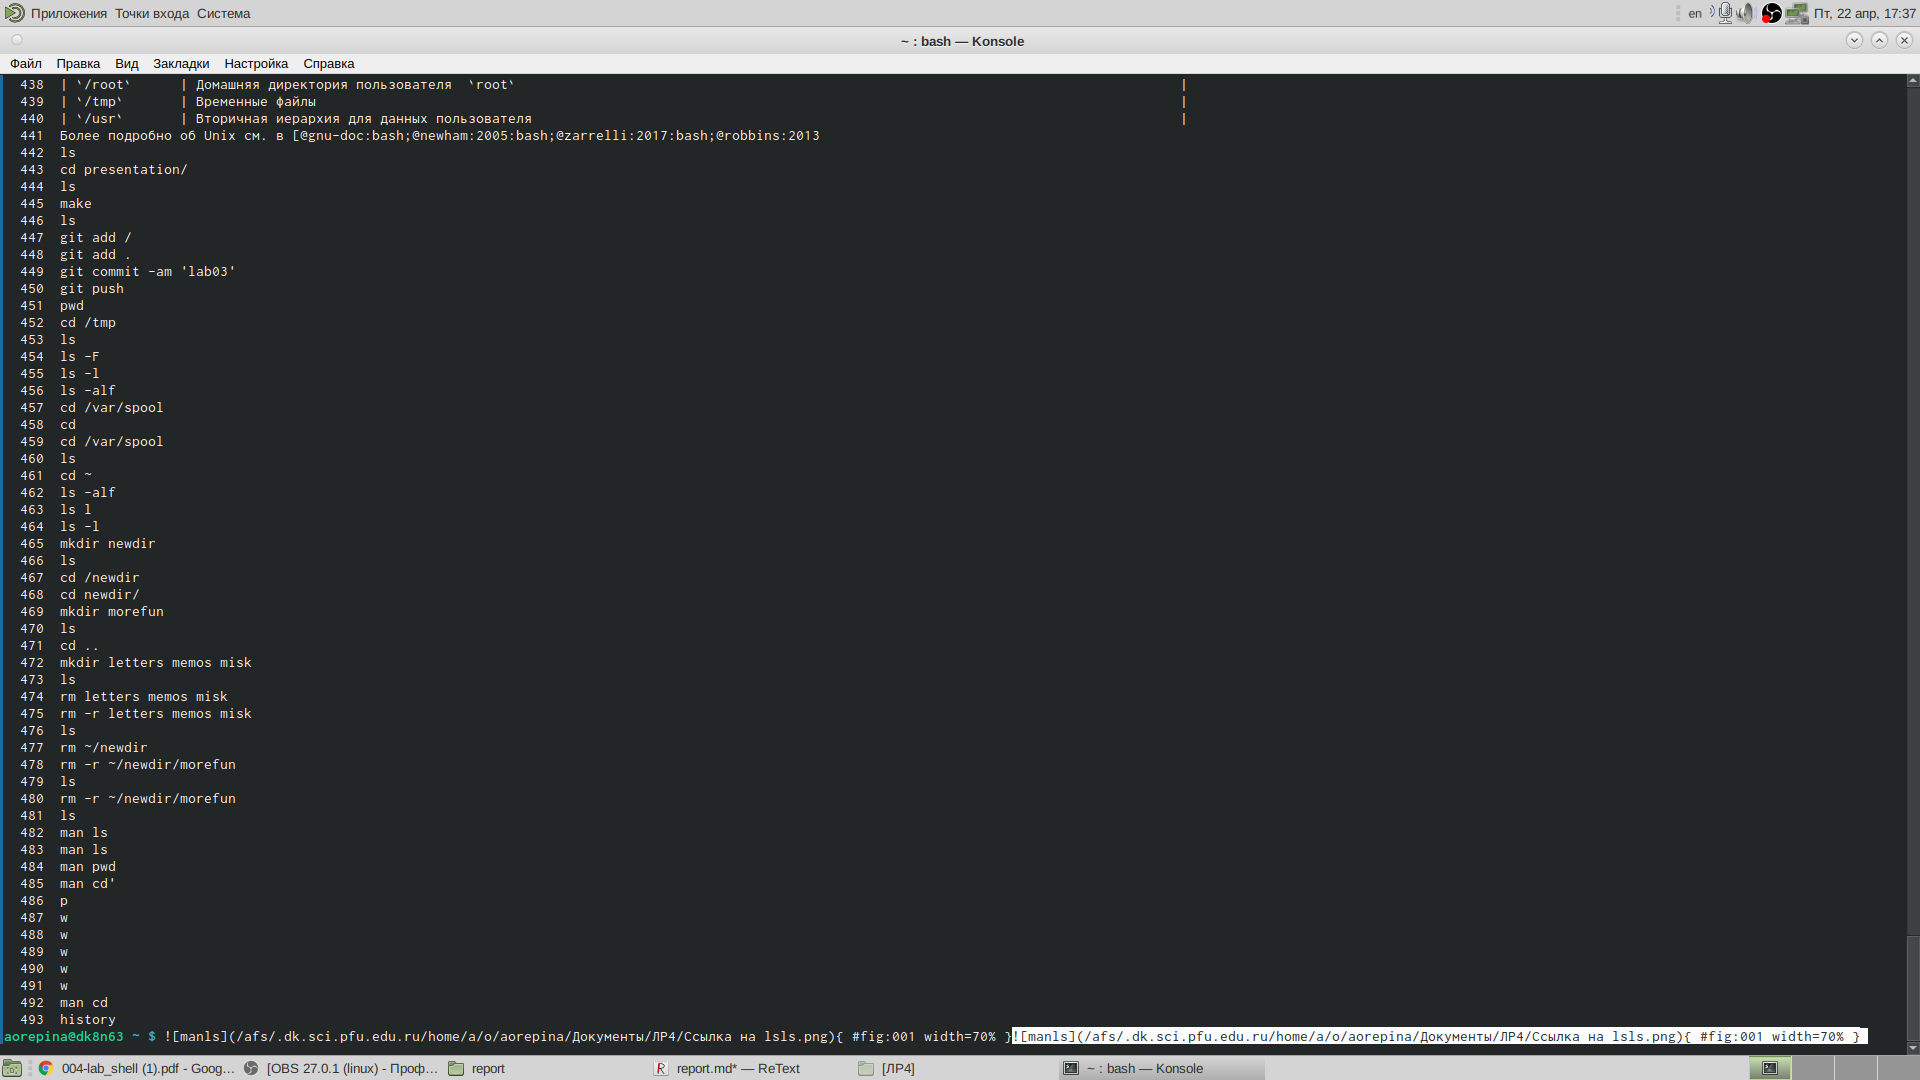 Приложения Точки входа Система en Пт, 22 апр, 17:37
~ : bash — Konsole
Файл Правка Вид Закладки Настройка Справка
438 | `/root` | Домашняя директория пользователя `root` |
439 | `/tmp` | Временные файлы |
440 | `/usr` | Вторичная иерархия для данных пользователя |
441 Более подробно об Unix см. в [@gnu-doc:bash;@newham:2005:bash;@zarrelli:2017:bash;@robbins:2013
442 ls
443 cd presentation/
444 ls
445 make
446 ls
447 git add /
448 git add .
449 git commit -am 'lab03'
450 git push
451 pwd
452 cd /tmp
453 ls
454 ls -F
455 ls -l
456 ls -alf
457 cd /var/spool
458 cd
459 cd /var/spool
460 ls
461 cd ~
462 ls -alf
463 ls l
464 ls -l
465 mkdir newdir
466 ls
467 cd /newdir
468 cd newdir/
469 mkdir morefun
470 ls
471 cd ..
472 mkdir letters memos misk
473 ls
474 rm letters memos misk
475 rm -r letters memos misk
476 ls
477 rm ~/newdir
478 rm -r ~/newdir/morefun
479 ls
480 rm -r ~/newdir/morefun
481 ls
482 man ls
483 man ls
484 man pwd
485 man cd'
486 p
487 w
488 w
489 w
490 w
491 w
492 man cd
493 history
aorepina@dk8n63 ~ $ ![manls](/afs/.dk.sci.pfu.edu.ru/home/a/o/aorepina/Документы/ЛР4/Ссылка на lsls.png){ #fig:001 width=70% }![manls](/afs/.dk.sci.pfu.edu.ru/home/a/o/aorepina/Документы/ЛР4/Ссылка на lsls.png){ #fig:001 width=70% }
004-lab_shell (1).pdf - Goog... [OBS 27.0.1 (linux) - Проф... report report.md* — ReText [ЛР4] ~ : bash — Konsole